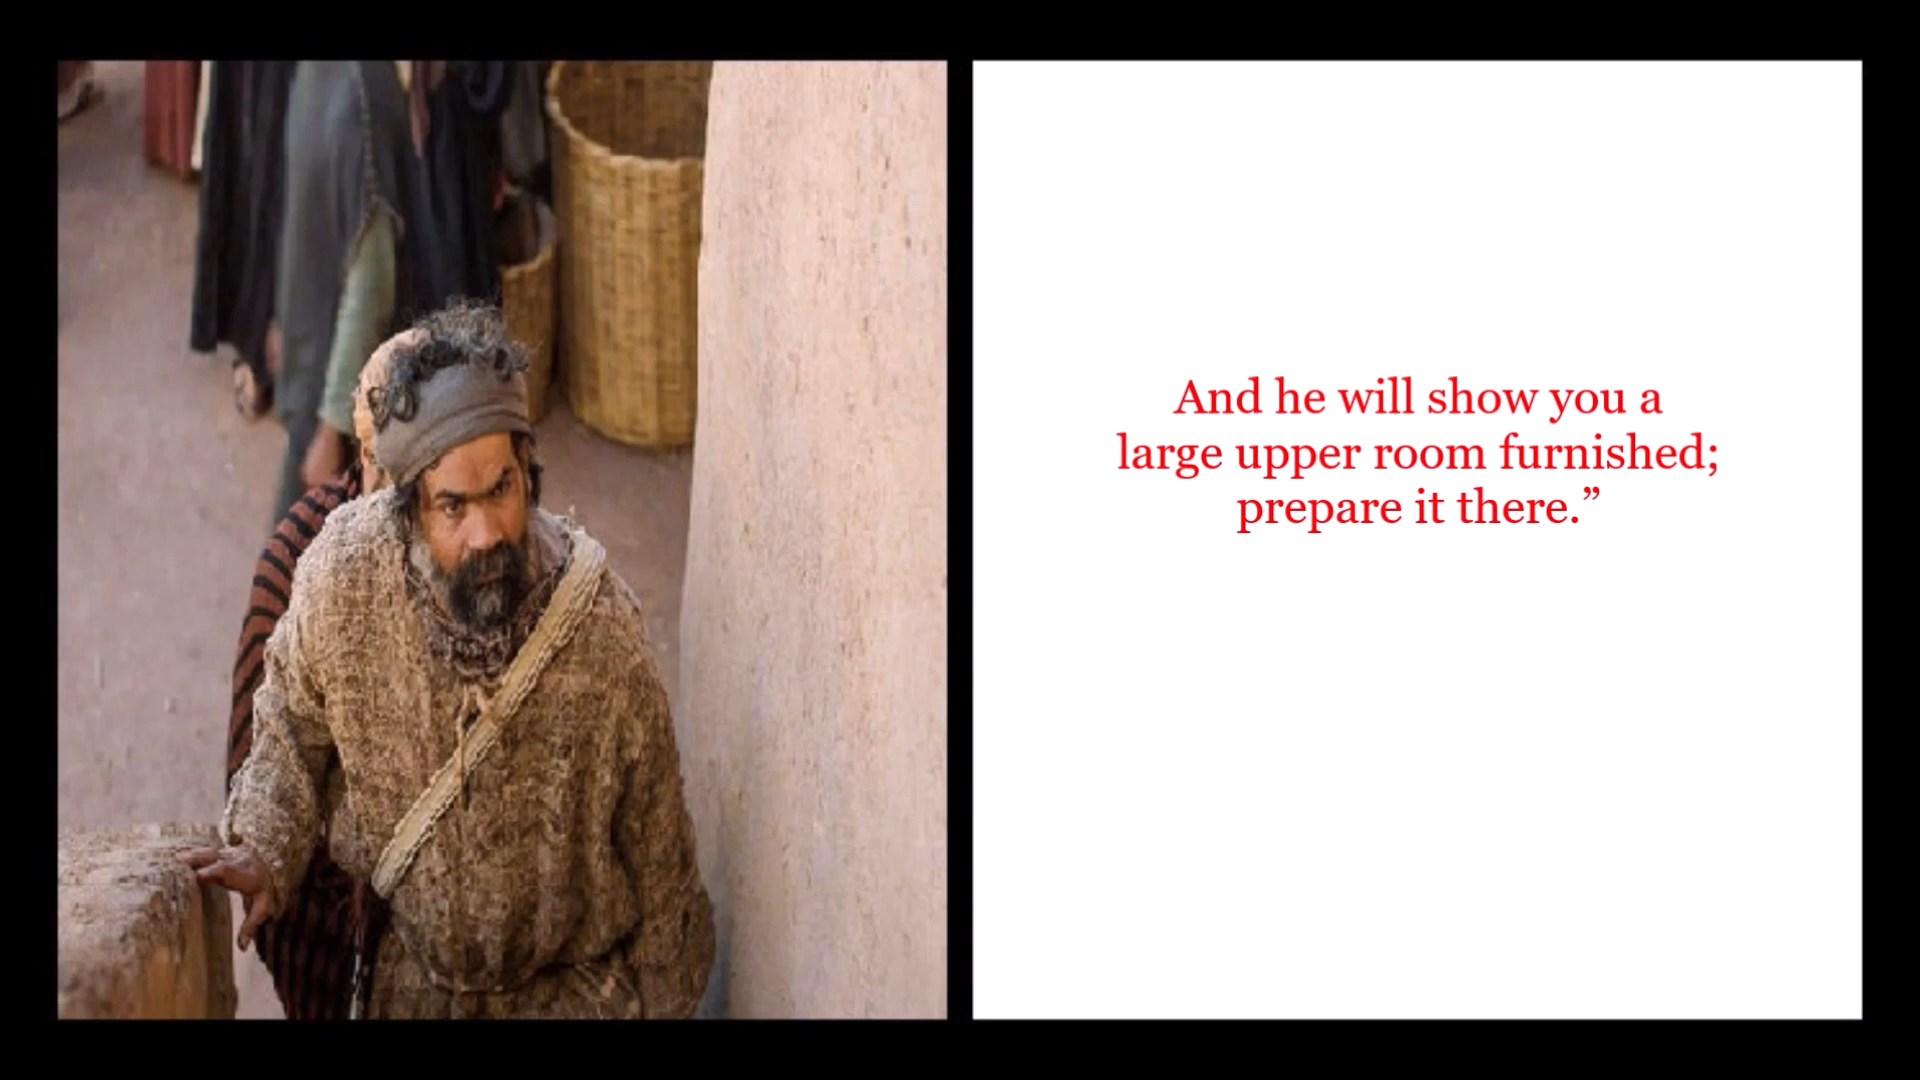 And he will show you a
large upper room furnished;
prepare it there.”